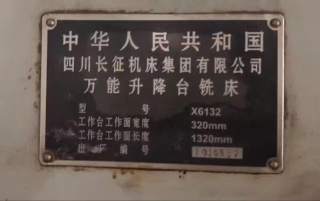 中华人民共和国
四川长征机床集团有限公司
万能升降台铣床
型号 X6132
工作台工作面宽度 320mm
工作台工作面长度 1320mm
出厂编号